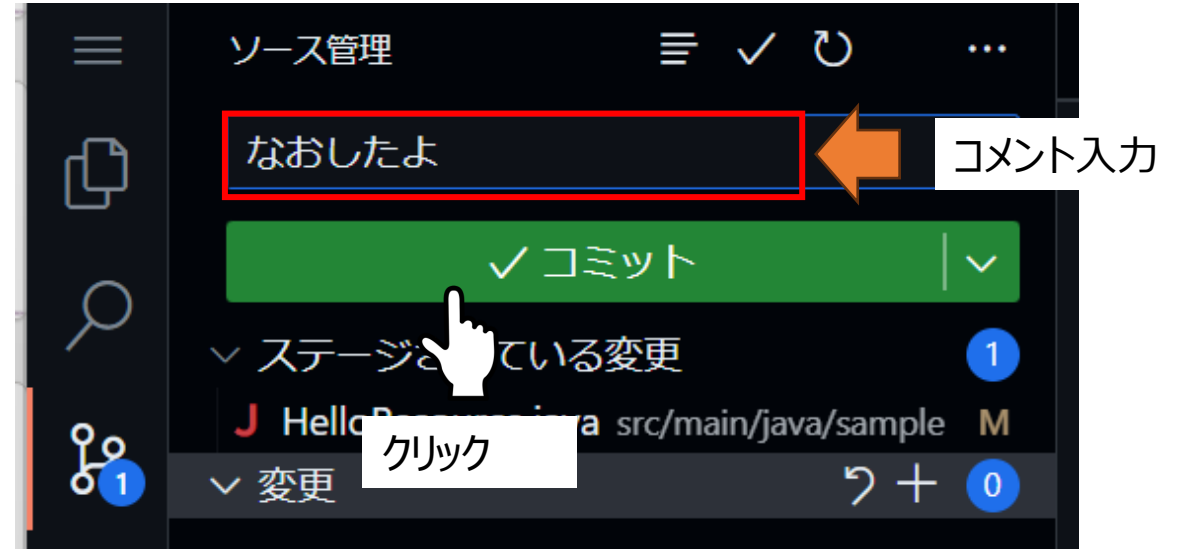 ソース管理
なおしたよ
コメント入力
コミット
ステージ ている変更 1
J Hello java src/main/java/sample M
クリック
1
変更 0